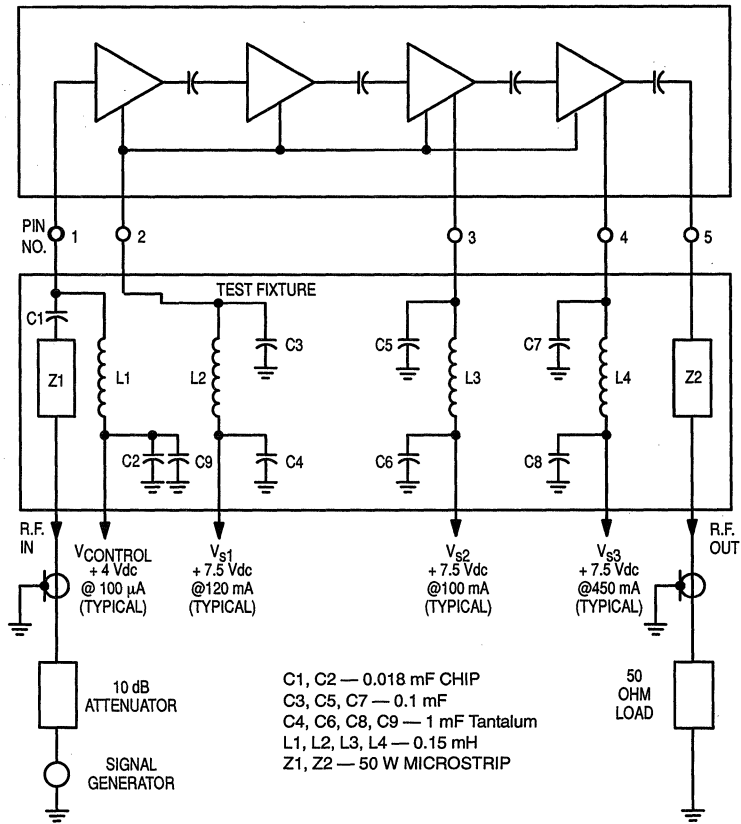 PIN
NO.
1
2
3
4
5
TEST FIXTURE
C1
Z1
L1
L2
C3
C5
L3
C7
L4
Z2
C2
C9
C4
C6
C8
R.F.
IN
VCONTROL
+ 4 Vdc
@ 100 µA
(TYPICAL)
Vs1
+ 7.5 Vdc
@120 mA
(TYPICAL)
Vs2
+ 7.5 Vdc
@100 mA
(TYPICAL)
Vs3
+ 7.5 Vdc
@450 mA
(TYPICAL)
R.F.
OUT
10 dB
ATTENUATOR
SIGNAL
GENERATOR
C1, C2 — 0.018 mF CHIP
C3, C5, C7 — 0.1 mF
C4, C6, C8, C9 — 1 mF Tantalum
L1, L2, L3, L4 — 0.15 mH
Z1, Z2 — 50 W MICROSTRIP
50
OHM
LOAD